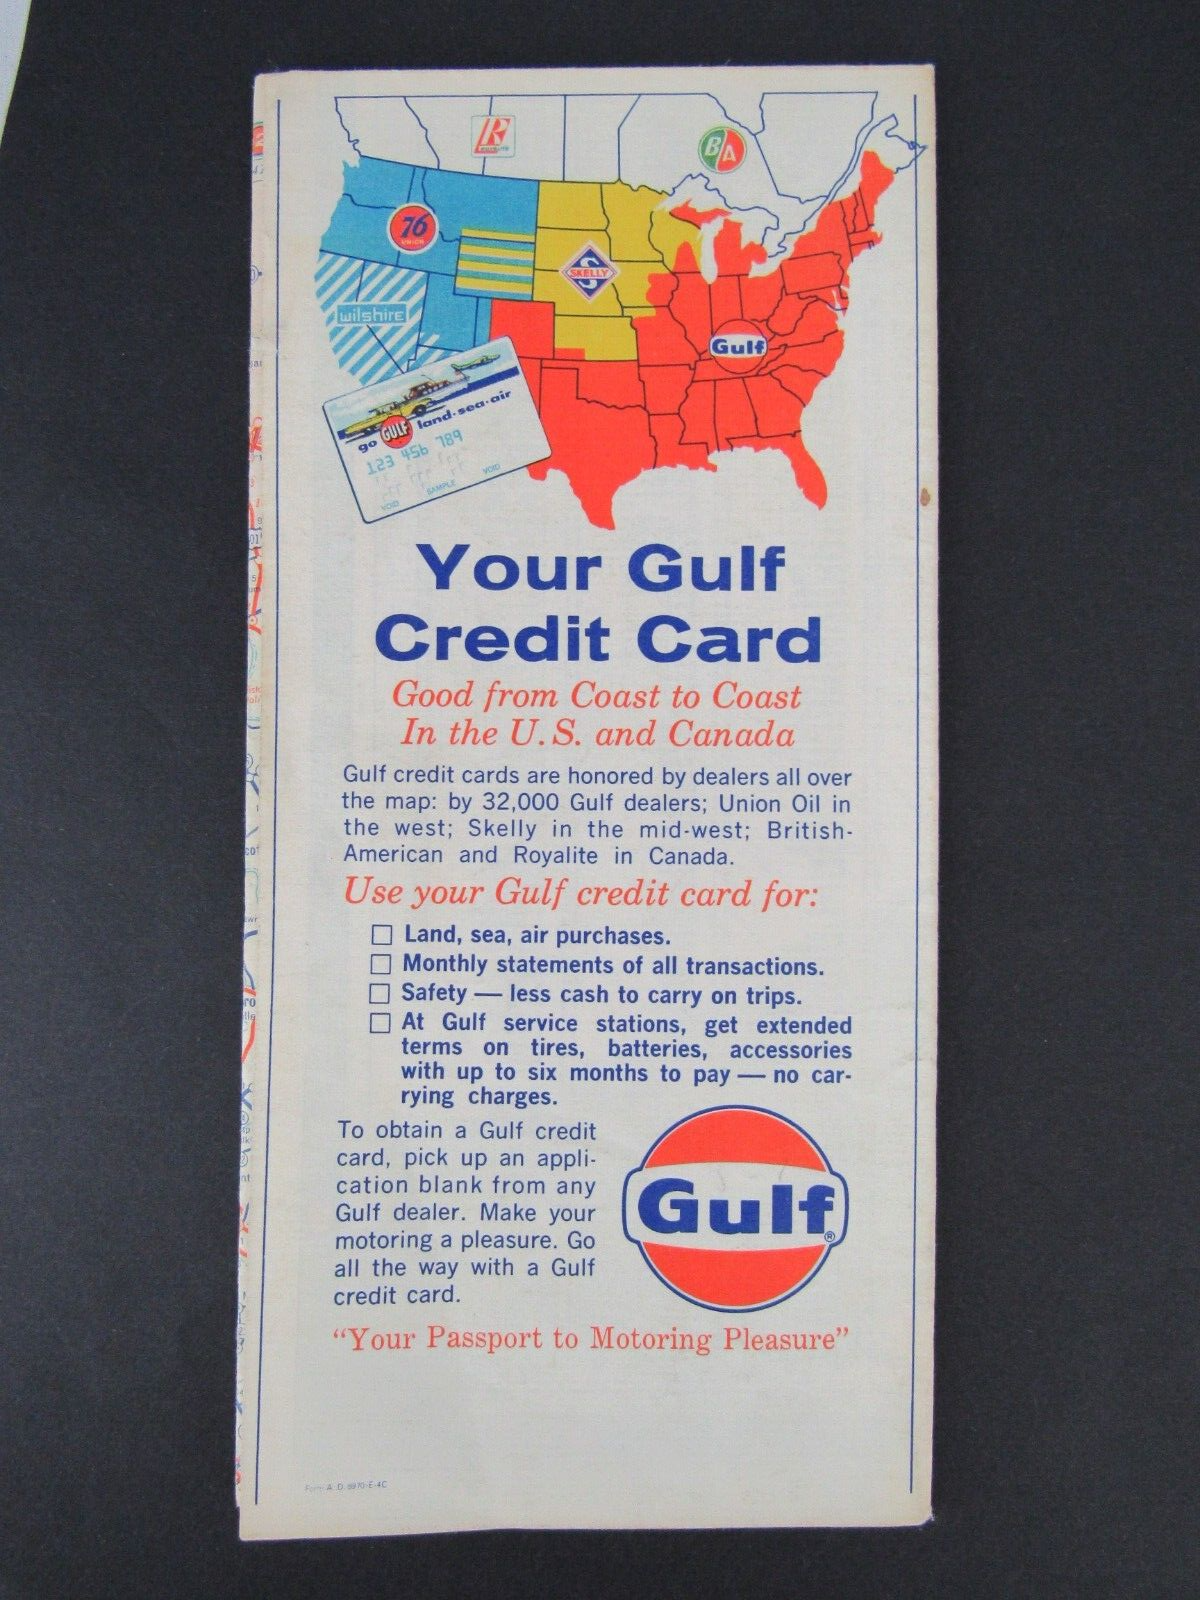 BA
76
UNION
SKELLY
wilshire
Gulf
go GULF land-sea-air
123 456 789
VOID SAMPLE VOID
Your Gulf
Credit Card
Good from Coast to Coast
In the U.S. and Canada
Gulf credit cards are honored by dealers all over
the map: by 32,000 Gulf dealers; Union Oil in
the west; Skelly in the mid-west; British-
American and Royalite in Canada.
Use your Gulf credit card for:
Land, sea, air purchases.
Monthly statements of all transactions.
Safety — less cash to carry on trips.
At Gulf service stations, get extended
terms on tires, batteries, accessories
with up to six months to pay — no car-
rying charges.
To obtain a Gulf credit
card, pick up an appli-
cation blank from any
Gulf dealer. Make your
motoring a pleasure. Go
all the way with a Gulf
credit card.
Gulf®
“Your Passport to Motoring Pleasure”
Form A. D. 8970-E-4C